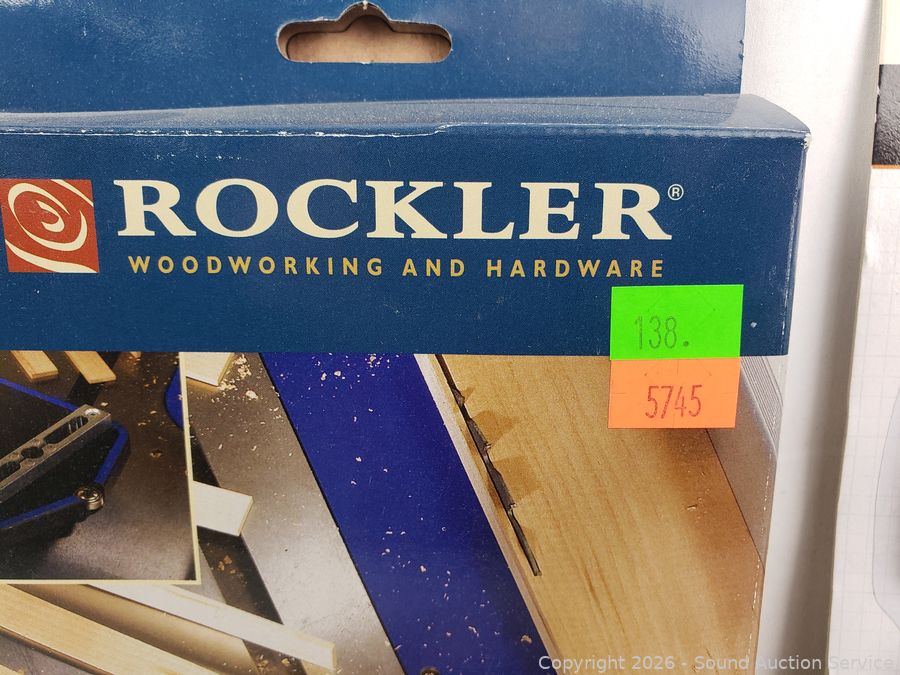 ROCKLER®
WOODWORKING AND HARDWARE
138.
5745
Copyright 2026 - Sound Auction Service